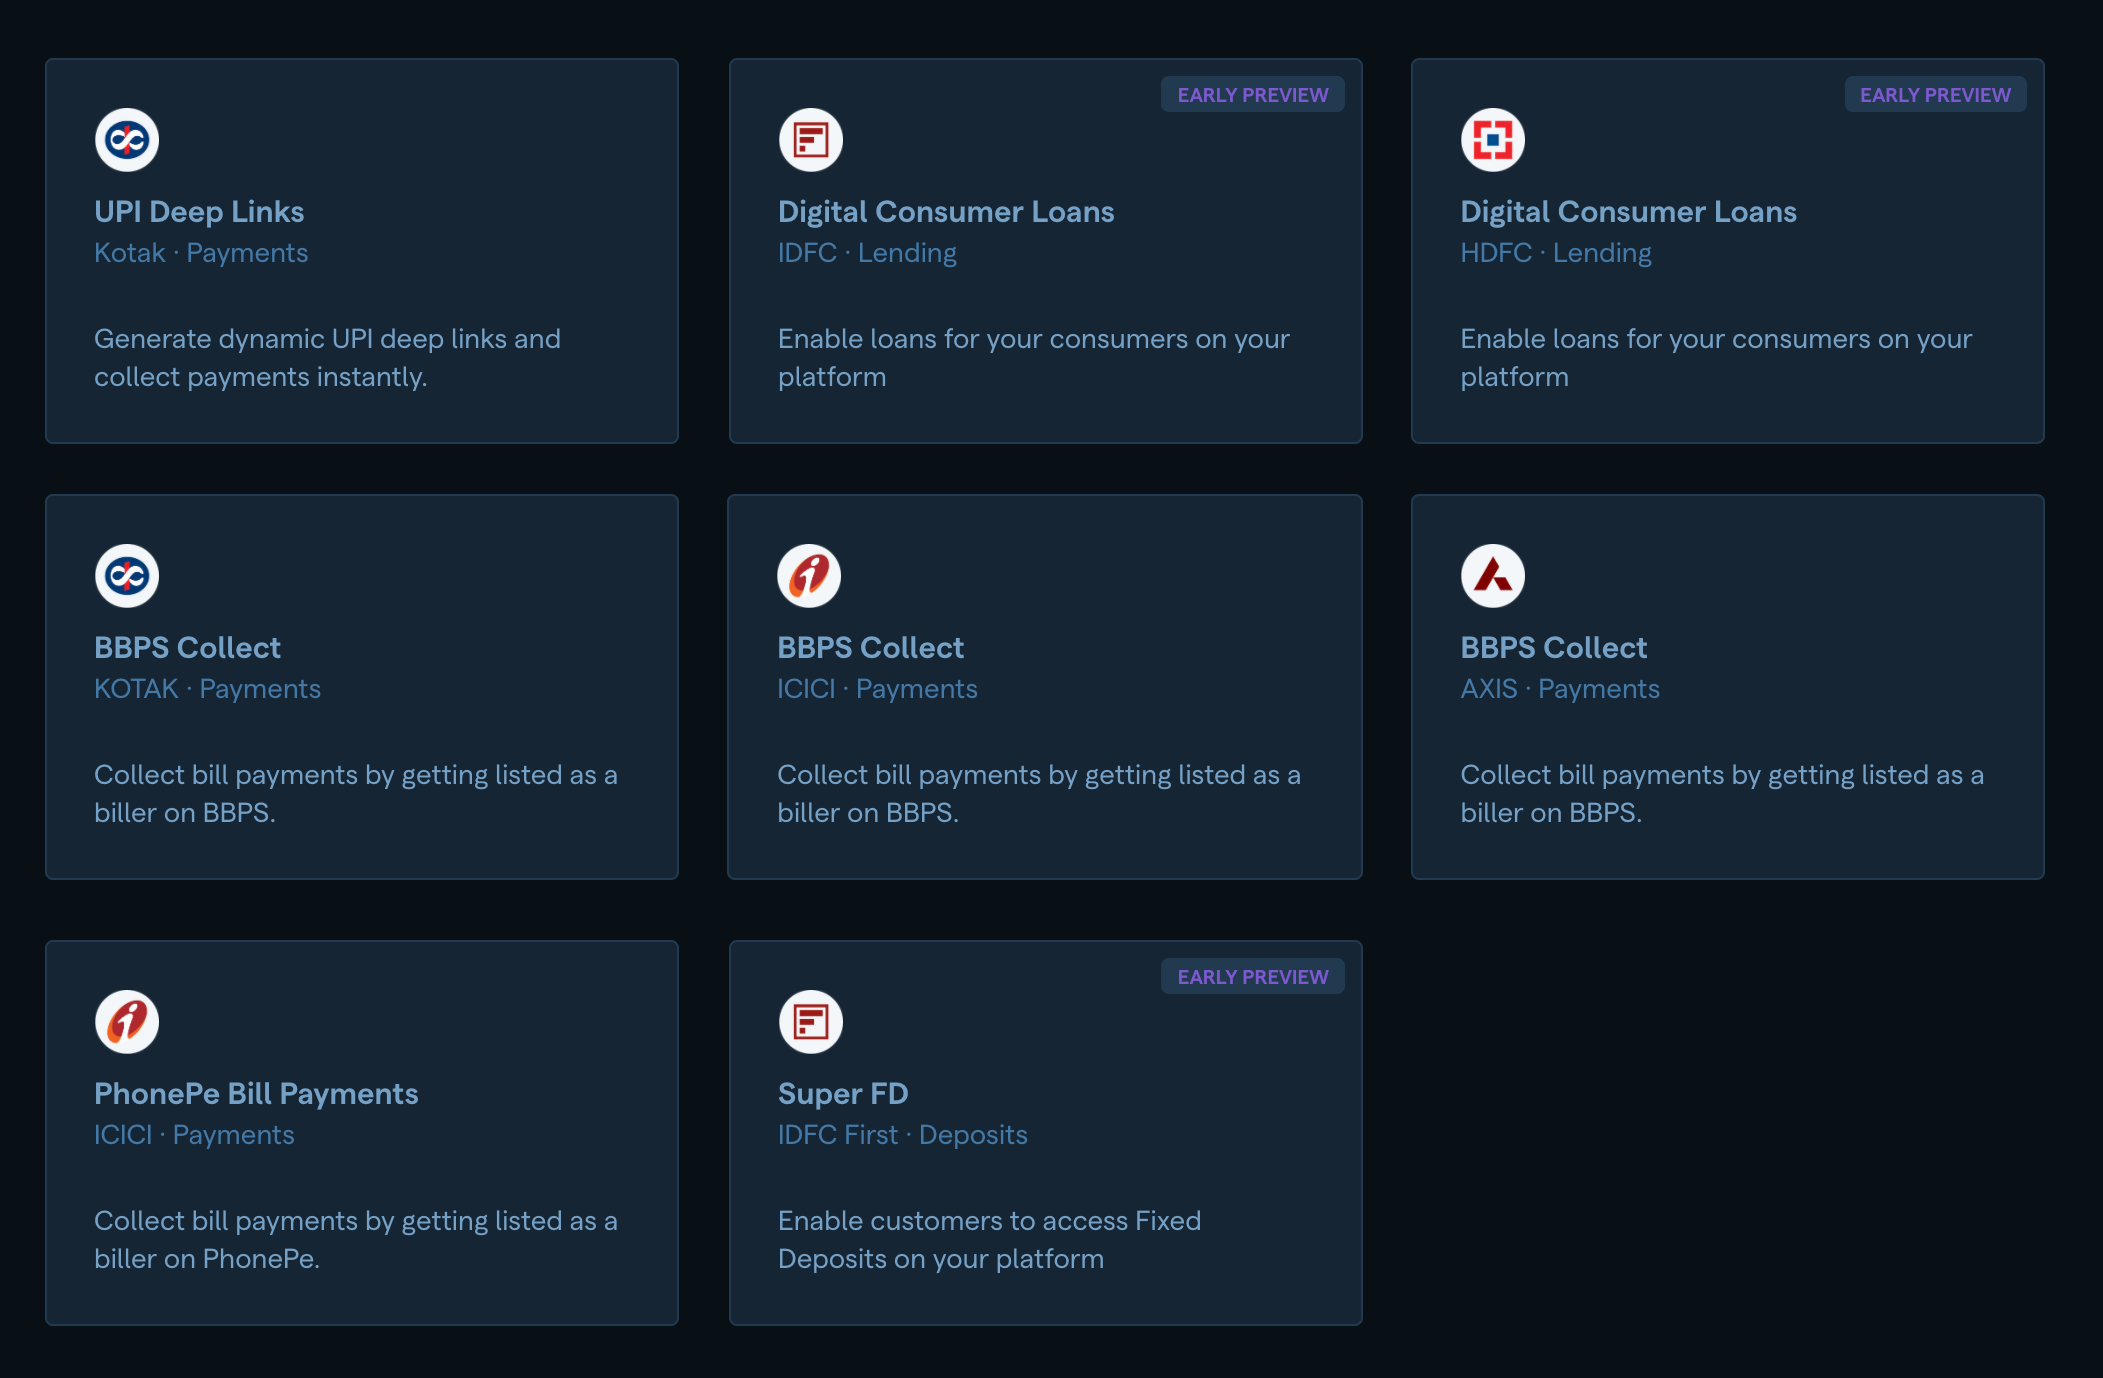 UPI Deep Links
Kotak · Payments
Generate dynamic UPI deep links and
collect payments instantly.
EARLY PREVIEW
Digital Consumer Loans
IDFC · Lending
Enable loans for your consumers on your
platform
EARLY PREVIEW
Digital Consumer Loans
HDFC · Lending
Enable loans for your consumers on your
platform
BBPS Collect
KOTAK · Payments
Collect bill payments by getting listed as a
biller on BBPS.
BBPS Collect
ICICI · Payments
Collect bill payments by getting listed as a
biller on BBPS.
BBPS Collect
AXIS · Payments
Collect bill payments by getting listed as a
biller on BBPS.
PhonePe Bill Payments
ICICI · Payments
Collect bill payments by getting listed as a
biller on PhonePe.
EARLY PREVIEW
Super FD
IDFC First · Deposits
Enable customers to access Fixed
Deposits on your platform